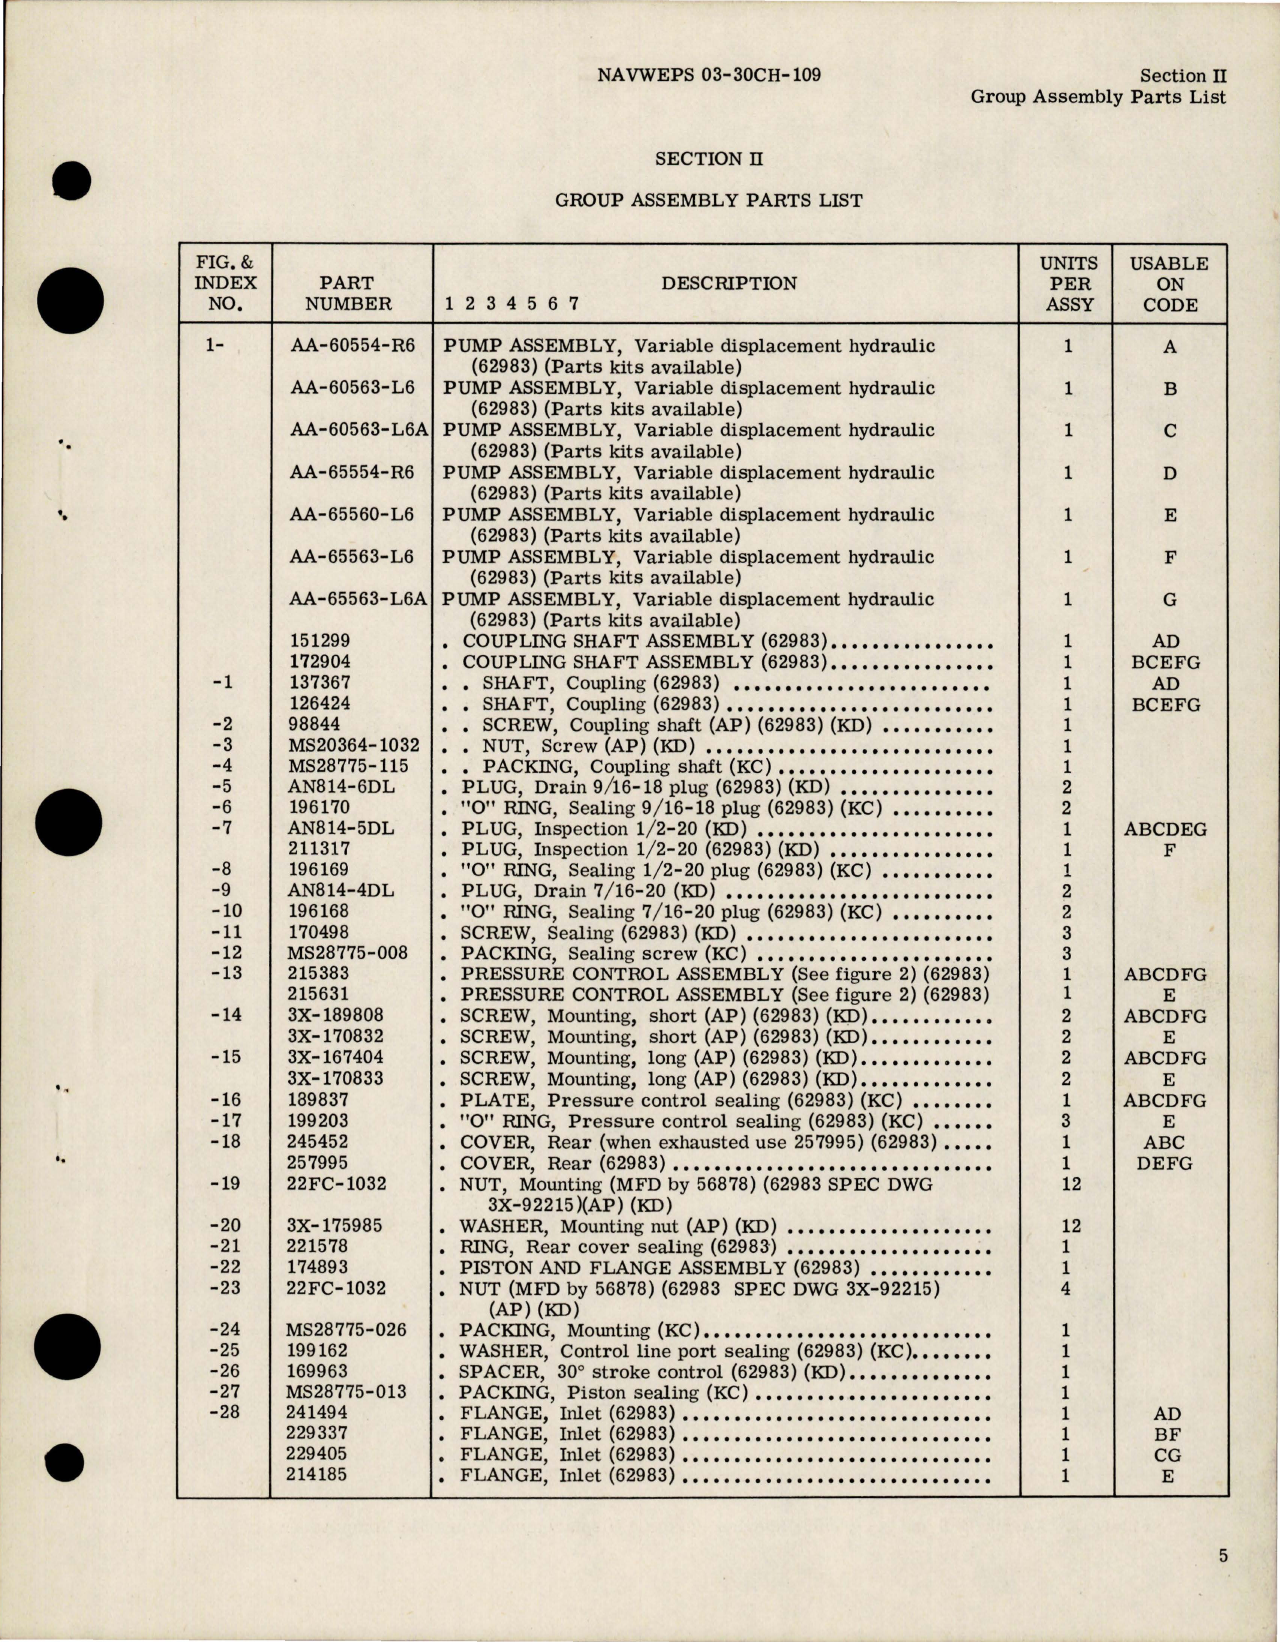 NAVWEPS 03-30CH-109
Section II
Group Assembly Parts List
SECTION II
GROUP ASSEMBLY PARTS LIST
FIG. & INDEX NO. | PART NUMBER | DESCRIPTION 1 2 3 4 5 6 7 | UNITS PER ASSY | USABLE ON CODE
1- AA-60554-R6 PUMP ASSEMBLY, Variable displacement hydraulic 1 A
(62983) (Parts kits available)
AA-60563-L6 PUMP ASSEMBLY, Variable displacement hydraulic 1 B
(62983) (Parts kits available)
AA-60563-L6A PUMP ASSEMBLY, Variable displacement hydraulic 1 C
(62983) (Parts kits available)
AA-65554-R6 PUMP ASSEMBLY, Variable displacement hydraulic 1 D
(62983) (Parts kits available)
AA-65560-L6 PUMP ASSEMBLY, Variable displacement hydraulic 1 E
(62983) (Parts kits available)
AA-65563-L6 PUMP ASSEMBLY, Variable displacement hydraulic 1 F
(62983) (Parts kits available)
AA-65563-L6A PUMP ASSEMBLY, Variable displacement hydraulic 1 G
(62983) (Parts kits available)
151299 . COUPLING SHAFT ASSEMBLY (62983)................ 1 AD
172904 . COUPLING SHAFT ASSEMBLY (62983)................ 1 BCEFG
-1 137367 . . SHAFT, Coupling (62983) ......................... 1 AD
126424 . . SHAFT, Coupling (62983) .......................... 1 BCEFG
-2 98844 . . SCREW, Coupling shaft (AP) (62983) (KD) ........... 1
-3 MS20364-1032 . . NUT, Screw (AP) (KD) ............................ 1
-4 MS28775-115 . . PACKING, Coupling shaft (KC) ..................... 1
-5 AN814-6DL . PLUG, Drain 9/16-18 plug (62983) (KD) ............... 2
-6 196170 . "O" RING, Sealing 9/16-18 plug (62983) (KC) .......... 2
-7 AN814-5DL . PLUG, Inspection 1/2-20 (KD) ....................... 1 ABCDEG
211317 . PLUG, Inspection 1/2-20 (62983) (KD) ................ 1 F
-8 196169 . "O" RING, Sealing 1/2-20 plug (62983) (KC) ........... 1
-9 AN814-4DL . PLUG, Drain 7/16-20 (KD) .......................... 2
-10 196168 . "O" RING, Sealing 7/16-20 plug (62983) (KC) .......... 2
-11 170498 . SCREW, Sealing (62983) (KD) ........................ 3
-12 MS28775-008 . PACKING, Sealing screw (KC) ....................... 3
-13 215383 . PRESSURE CONTROL ASSEMBLY (See figure 2) (62983) 1 ABCDFG
215631 . PRESSURE CONTROL ASSEMBLY (See figure 2) (62983) 1 E
-14 3X-189808 . SCREW, Mounting, short (AP) (62983) (KD)............ 2 ABCDFG
3X-170832 . SCREW, Mounting, short (AP) (62983) (KD)............ 2 E
-15 3X-167404 . SCREW, Mounting, long (AP) (62983) (KD)............. 2 ABCDFG
3X-170833 . SCREW, Mounting, long (AP) (62983) (KD)............. 2 E
-16 189837 . PLATE, Pressure control sealing (62983) (KC) ........ 1 ABCDFG
-17 199203 . "O" RING, Pressure control sealing (62983) (KC) ...... 3 E
-18 245452 . COVER, Rear (when exhausted use 257995) (62983) ..... 1 ABC
257995 . COVER, Rear (62983) ............................... 1 DEFG
-19 22FC-1032 . NUT, Mounting (MFD by 56878) (62983 SPEC DWG 12
3X-92215)(AP) (KD)
-20 3X-175985 . WASHER, Mounting nut (AP) (KD) .................... 12
-21 221578 . RING, Rear cover sealing (62983) .................... 1
-22 174893 . PISTON AND FLANGE ASSEMBLY (62983) ............ 1
-23 22FC-1032 . NUT (MFD by 56878) (62983 SPEC DWG 3X-92215) 4
(AP) (KD)
-24 MS28775-026 . PACKING, Mounting (KC)............................ 1
-25 199162 . WASHER, Control line port sealing (62983) (KC)........ 1
-26 169963 . SPACER, 30° stroke control (62983) (KD).............. 1
-27 MS28775-013 . PACKING, Piston sealing (KC) ....................... 1
-28 241494 . FLANGE, Inlet (62983) .............................. 1 AD
229337 . FLANGE, Inlet (62983) .............................. 1 BF
229405 . FLANGE, Inlet (62983) .............................. 1 CG
214185 . FLANGE, Inlet (62983) .............................. 1 E
5